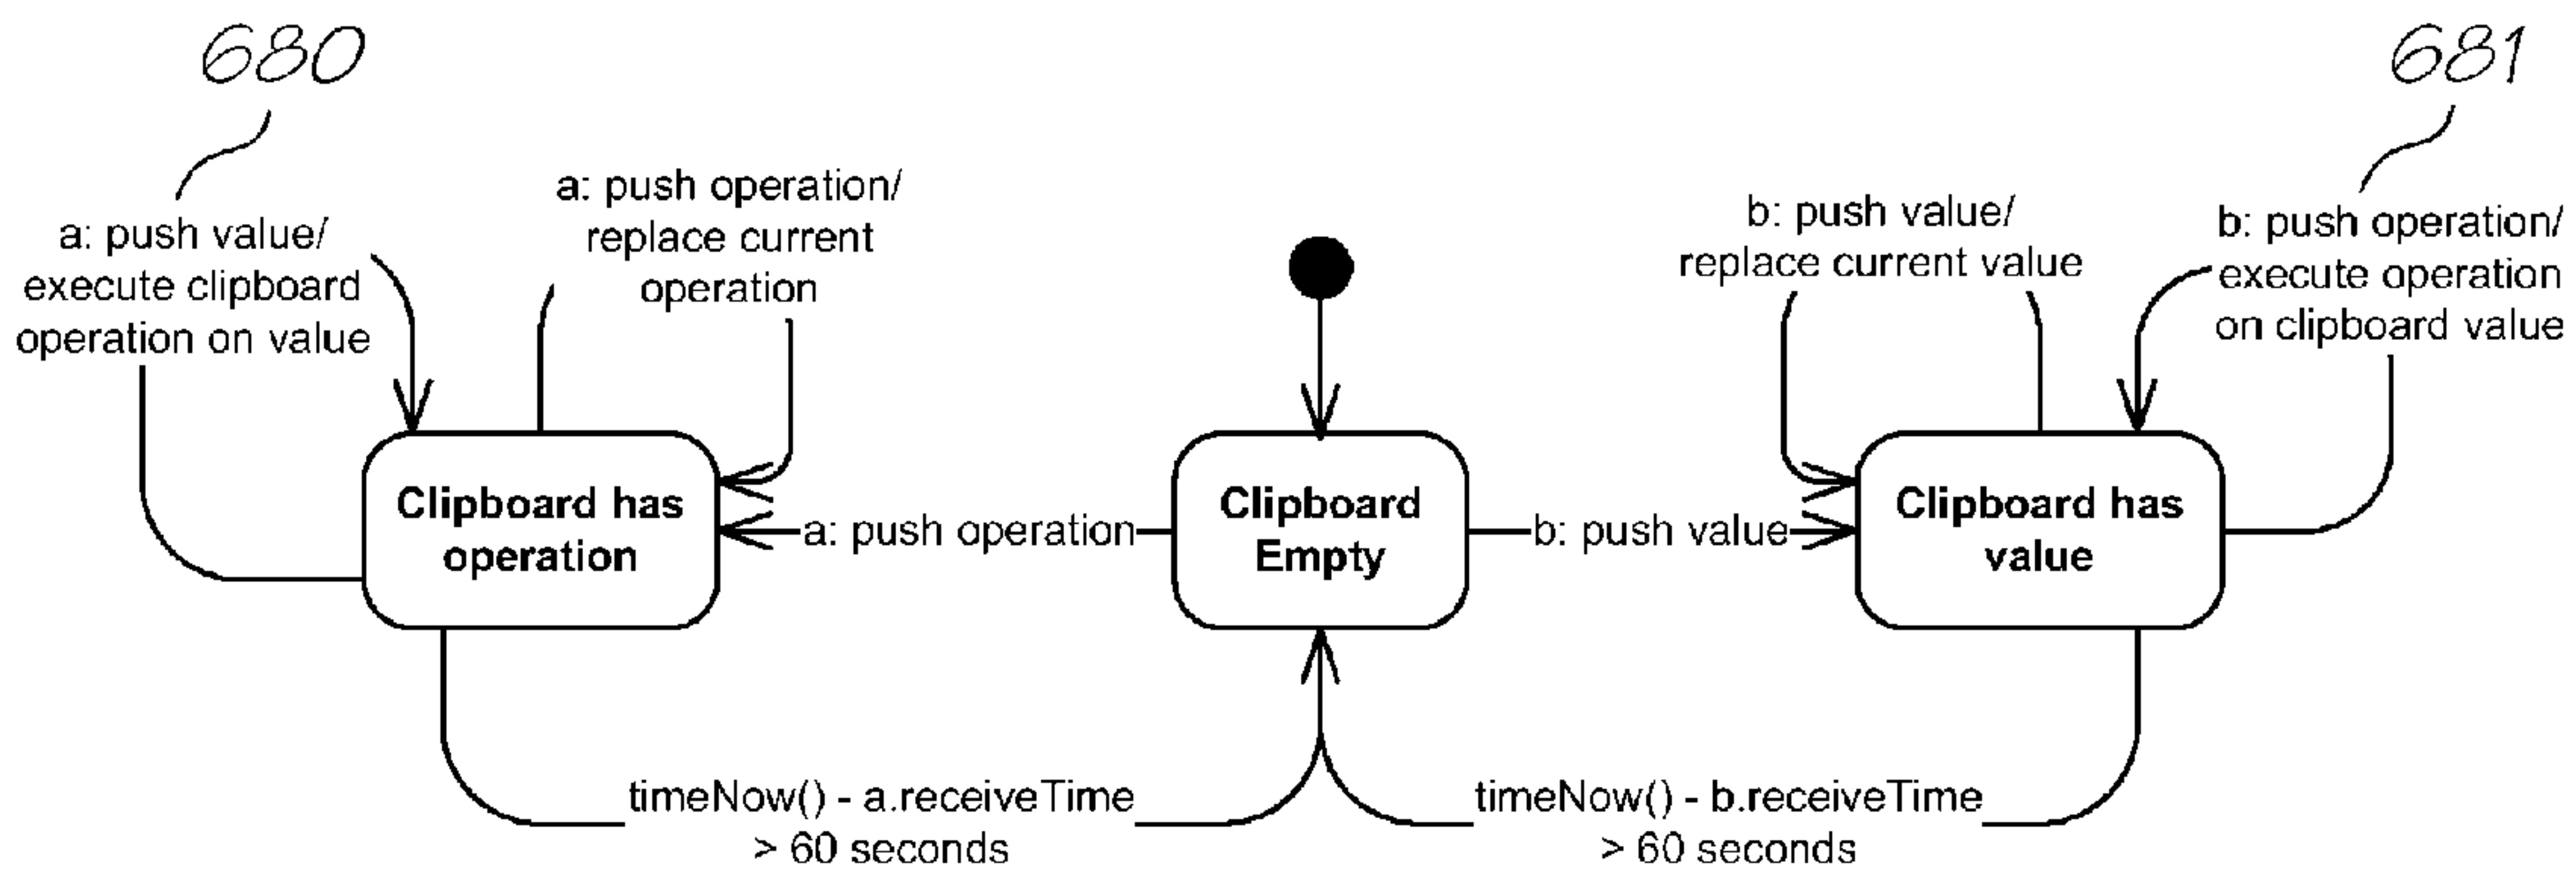 680
681
a: push value/
execute clipboard
operation on value
a: push operation/
replace current
operation
b: push value/
replace current value
b: push operation/
execute operation
on clipboard value
Clipboard has
operation
a: push operation
Clipboard
Empty
b: push value
Clipboard has
value
timeNow() - a.receiveTime
> 60 seconds
timeNow() - b.receiveTime
> 60 seconds